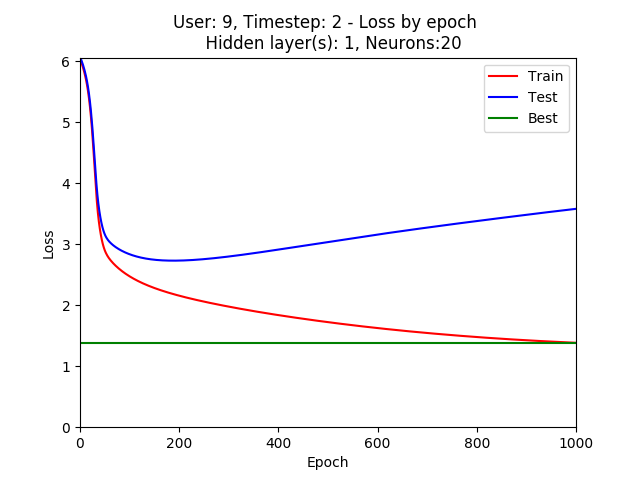 User: 9, Timestep: 2 - Loss by epoch
Hidden layer(s): 1, Neurons:20
Train
Test
Best
Loss
6
5
4
3
2
1
0
0 200 400 600 800 1000
Epoch